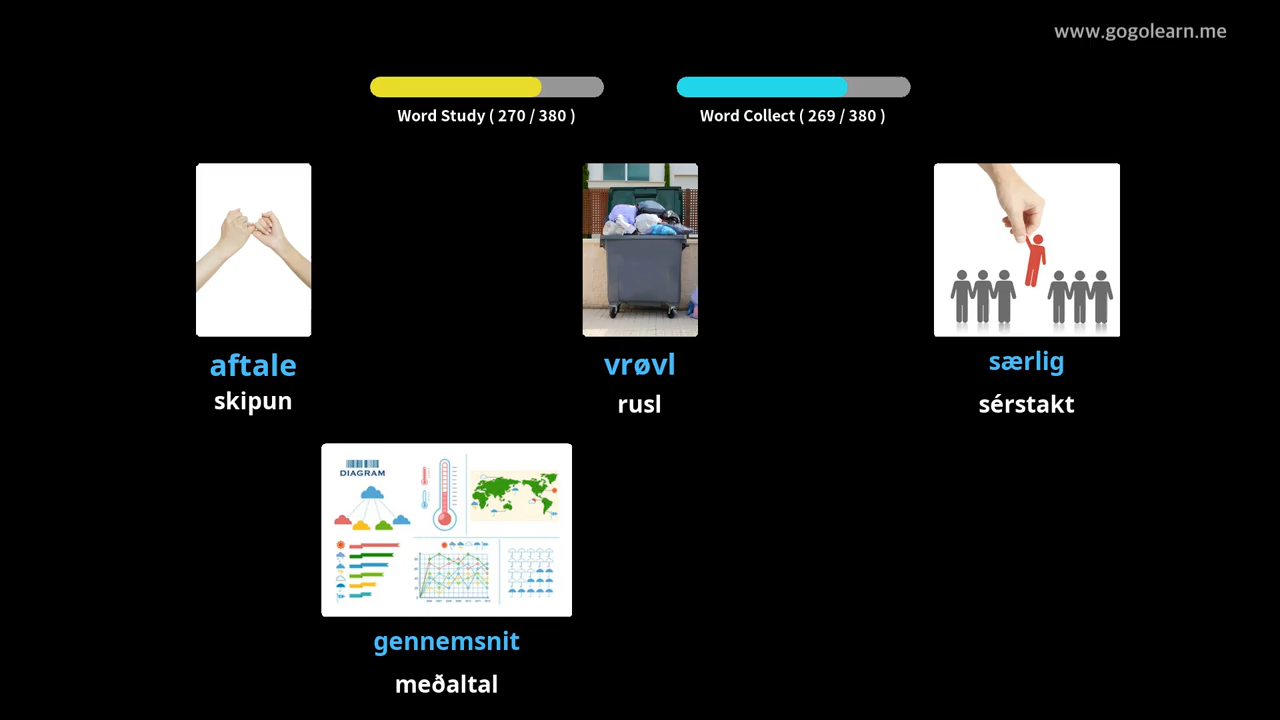 www.gogolearn.me
Word Study ( 270 / 380 )
Word Collect ( 269 / 380 )
aftale
skipun
vrøvl
rusl
særlig
sérstakt
DIAGRAM
gennemsnit
meðaltal